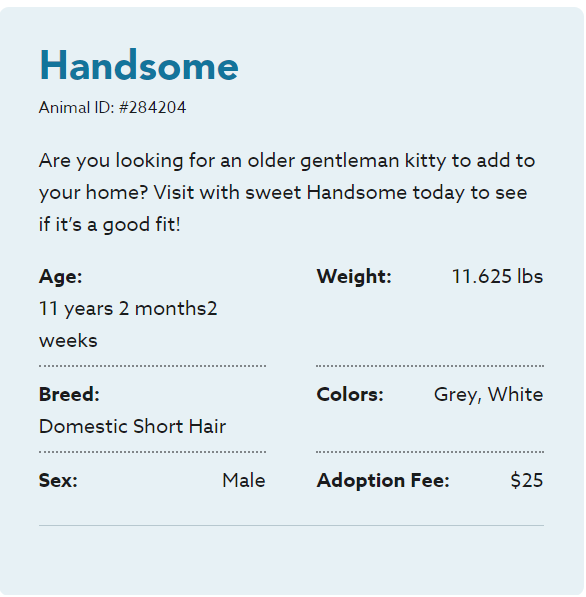 Handsome
Animal ID: #284204
Are you looking for an older gentleman kitty to add to
your home? Visit with sweet Handsome today to see
if it’s a good fit!
Age:
11 years 2 months2
weeks
Weight: 11.625 lbs
Breed:
Domestic Short Hair
Colors: Grey, White
Sex: Male
Adoption Fee: $25